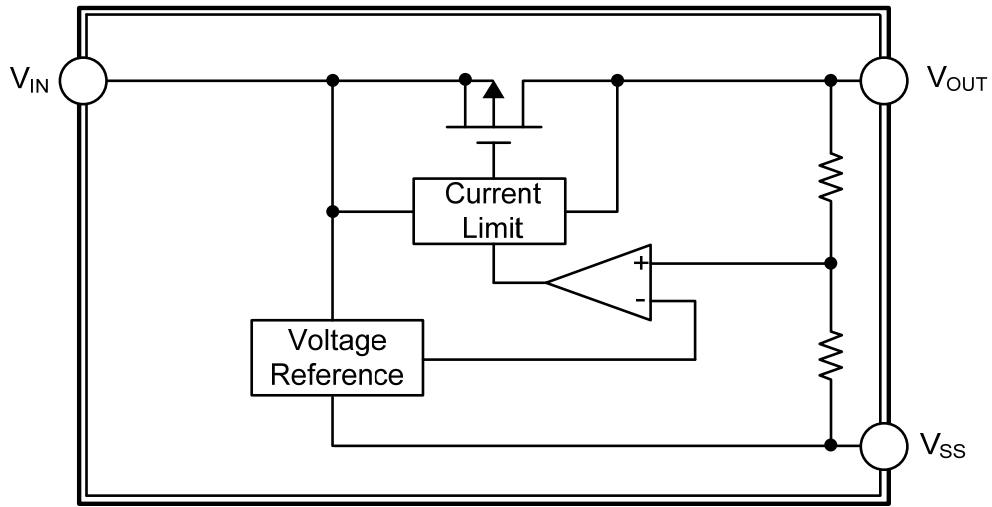 VIN
VOUT
Current
Limit
+
-
Voltage
Reference
VSS